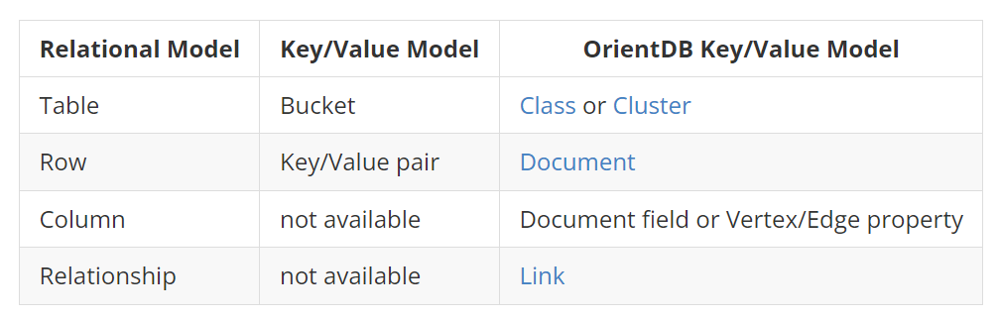 Relational Model Key/Value Model OrientDB Key/Value Model
Table Bucket Class or Cluster
Row Key/Value pair Document
Column not available Document field or Vertex/Edge property
Relationship not available Link